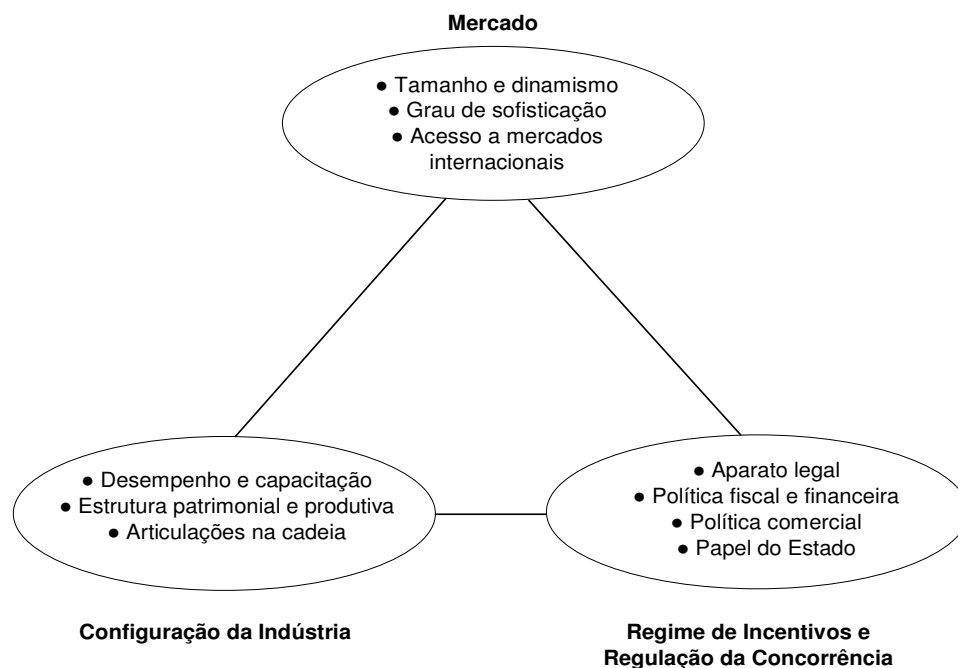 Mercado
● Tamanho e dinamismo
● Grau de sofisticação
● Acesso a mercados
internacionais
● Desempenho e capacitação
● Estrutura patrimonial e produtiva
● Articulações na cadeia
● Aparato legal
● Política fiscal e financeira
● Política comercial
● Papel do Estado
Configuração da Indústria
Regime de Incentivos e
Regulação da Concorrência